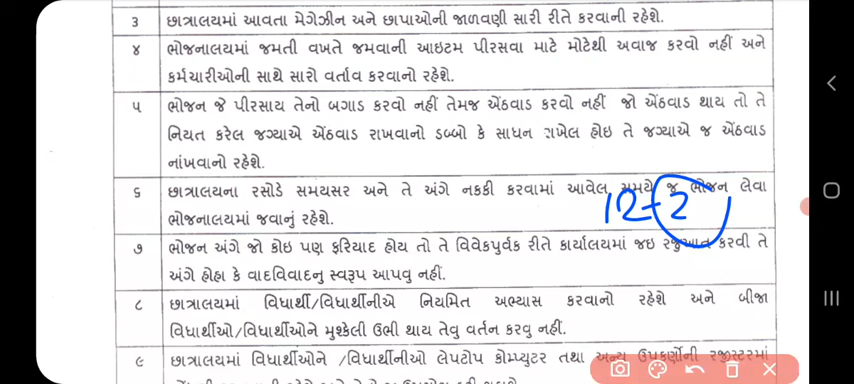 ૩ છાત્રાલયમાં આવતા મેગેઝીન અને છાપાઓની જાળવણી સારી રીતે કરવાની રહેશે.
૪ ભોજનાલયમાં જમતી વખતે જમવાની આઇટમ પીરસવા માટે મોટેથી અવાજ કરવો નહીં અને
કર્મચારીઓની સાથે સારો વર્તાવ કરવાનો રહેશે.
૫ ભોજન જે પીરસાય તેનો બગાડ કરવો નહીં તેમજ એંઠવાડ કરવો નહીં જો એંઠવાડ થાય તો તે
નિયત કરેલ જગ્યાએ એંઠવાડ રાખવાનો ડબ્બો કે સાધન રાખેલ હોઇ તે જગ્યાએ જ એંઠવાડ
નાંખવાનો રહેશે.
૬ છાત્રાલયના રસોડે સમયસર અને તે અંગે નકકી કરવામાં આવેલ સમયે જ ભોજન લેવા
ભોજનાલયમાં જવાનું રહેશે.
12-2
૭ ભોજન અંગે જો કોઇ પણ ફરિયાદ હોય તો તે વિવેકપુર્વક રીતે કાર્યાલયમાં જઇ રજુઆત કરવી તે
અંગે હોહા કે વાદવિવાદનુ સ્વરૂપ આપવુ નહીં.
૮ છાત્રાલયમાં વિધાર્થી/વિધાર્થીનીએ નિયમિત અભ્યાસ કરવાનો રહેશે અને બીજા
વિધાર્થીઓ/વિધાર્થીઓને મુશ્કેલી ઉભી થાય તેવુ વર્તન કરવુ નહીં.
૯ છાત્રાલયમાં વિધાર્થીઓને /વિધાર્થીનીઓ લેપટોપ કોમ્પ્યુટર તથા અન્ય ઉપકર્ણોની રજીસ્ટરમાં